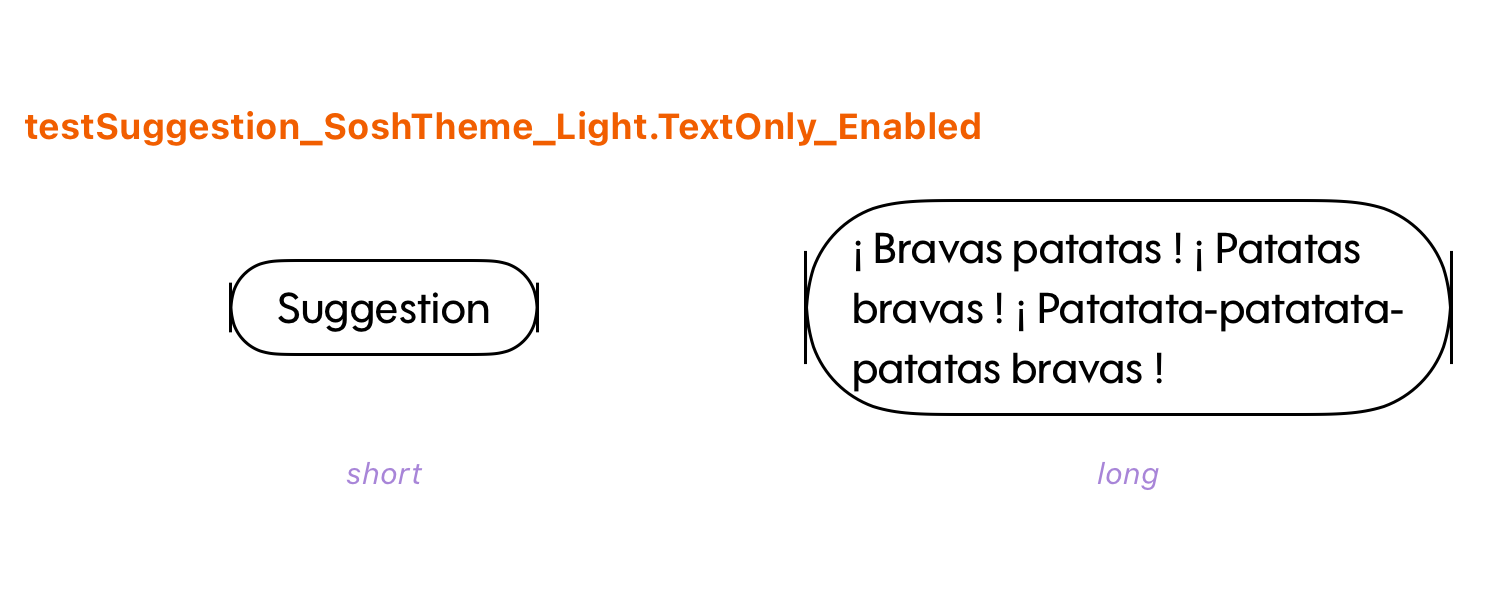 testSuggestion_SoshTheme_Light.TextOnly_Enabled
Suggestion
¡ Bravas patatas ! ¡ Patatas
bravas ! ¡ Patatata-patatata-
patatas bravas !
short
long